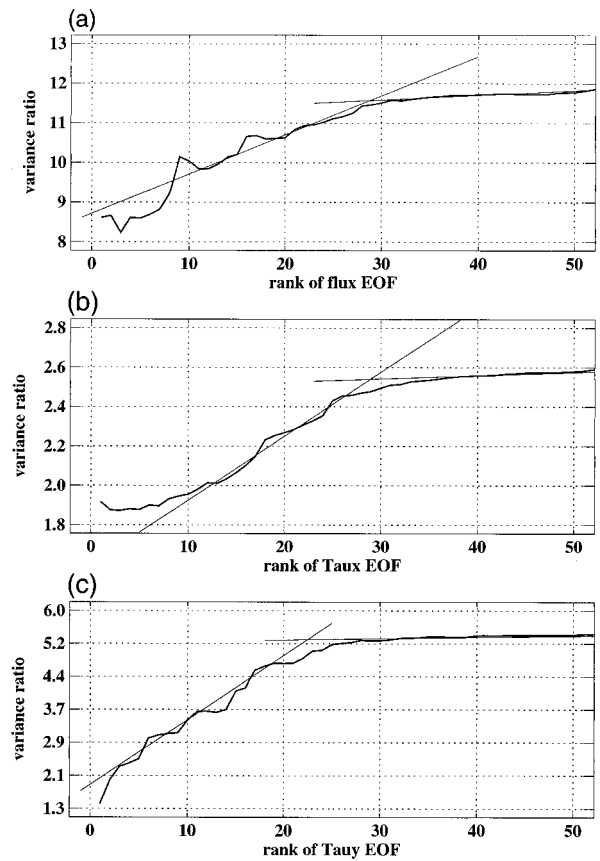 (a)
13
12
11
10
9
8
variance ratio
0 10 20 30 40 50
rank of flux EOF
(b)
2.8
2.6
2.4
2.2
2.0
1.8
variance ratio
0 10 20 30 40 50
rank of Taux EOF
(c)
6.0
5.2
4.4
3.7
2.9
2.1
1.3
variance ratio
0 10 20 30 40 50
rank of Tauy EOF